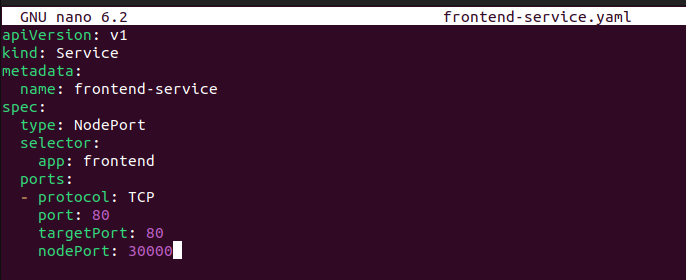 GNU nano 6.2 frontend-service.yaml
apiVersion: v1
kind: Service
metadata:
  name: frontend-service
spec:
  type: NodePort
  selector:
    app: frontend
  ports:
  - protocol: TCP
    port: 80
    targetPort: 80
    nodePort: 30000